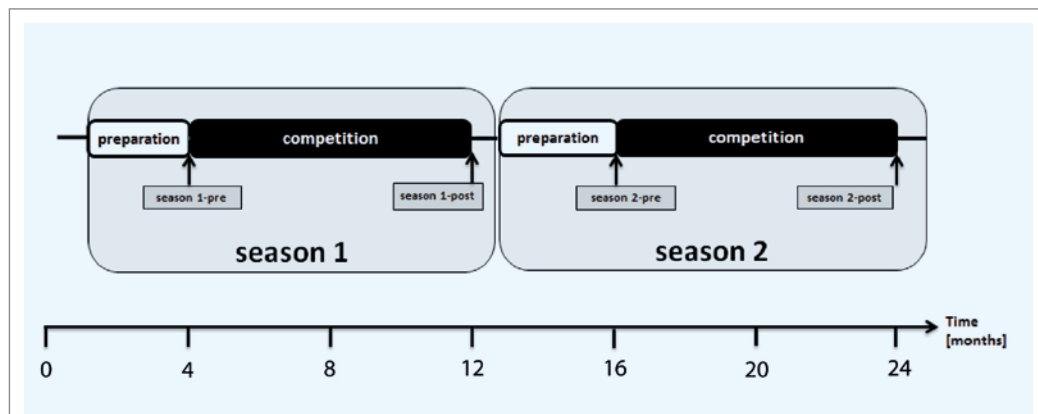 preparation competition preparation competition
season 1-pre season 1-post season 2-pre season 2-post
season 1 season 2
Time
[months]
0 4 8 12 16 20 24